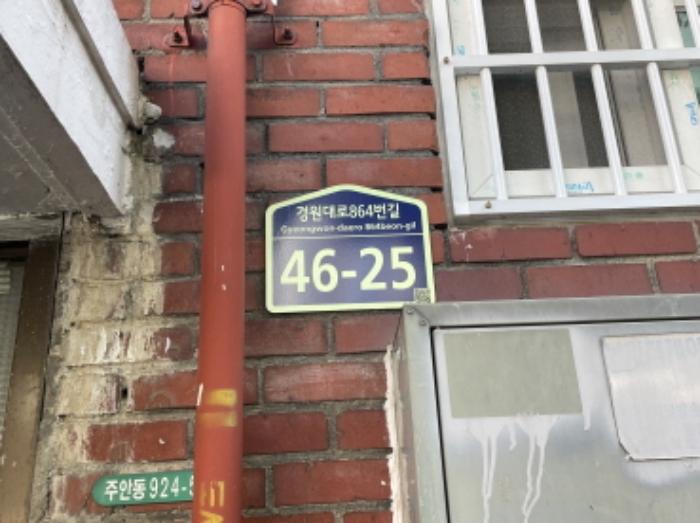 경원대로864번길
Gyeongwon-daero 864beon-gil
46-25
주안동 924-